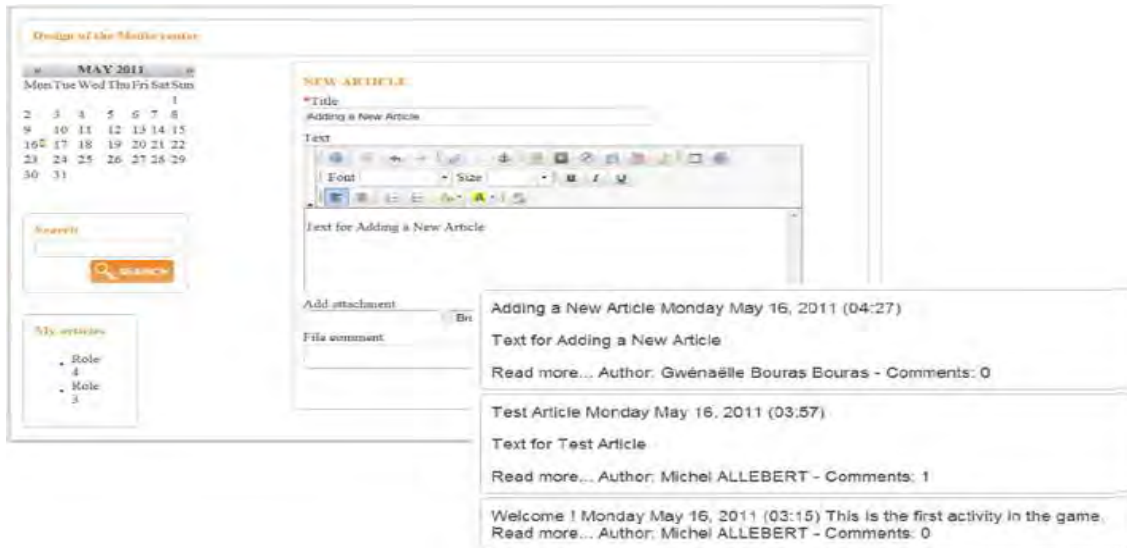 Design of the Media center
« MAY 2011 »
Mon Tue Wed Thu Fri Sat Sun
1
2 3 4 5 6 7 8
9 10 11 12 13 14 15
16 17 18 19 20 21 22
23 24 25 26 27 28 29
30 31
Search
SEARCH
My articles
Role
4
Role
3
NEW ARTICLE
*Title
Adding a New Article
Text
Font Size B I U
A
Text for Adding a New Article
Add attachment
Bro
File comment
Adding a New Article Monday May 16, 2011 (04:27)
Text for Adding a New Article
Read more... Author: Gwénaëlle Bouras Bouras - Comments: 0
Test Article Monday May 16, 2011 (03:57)
Text for Test Article
Read more... Author: Michel ALLEBERT - Comments: 1
Welcome ! Monday May 16, 2011 (03:15) This is the first activity in the game.
Read more... Author: Michel ALLEBERT - Comments: 0